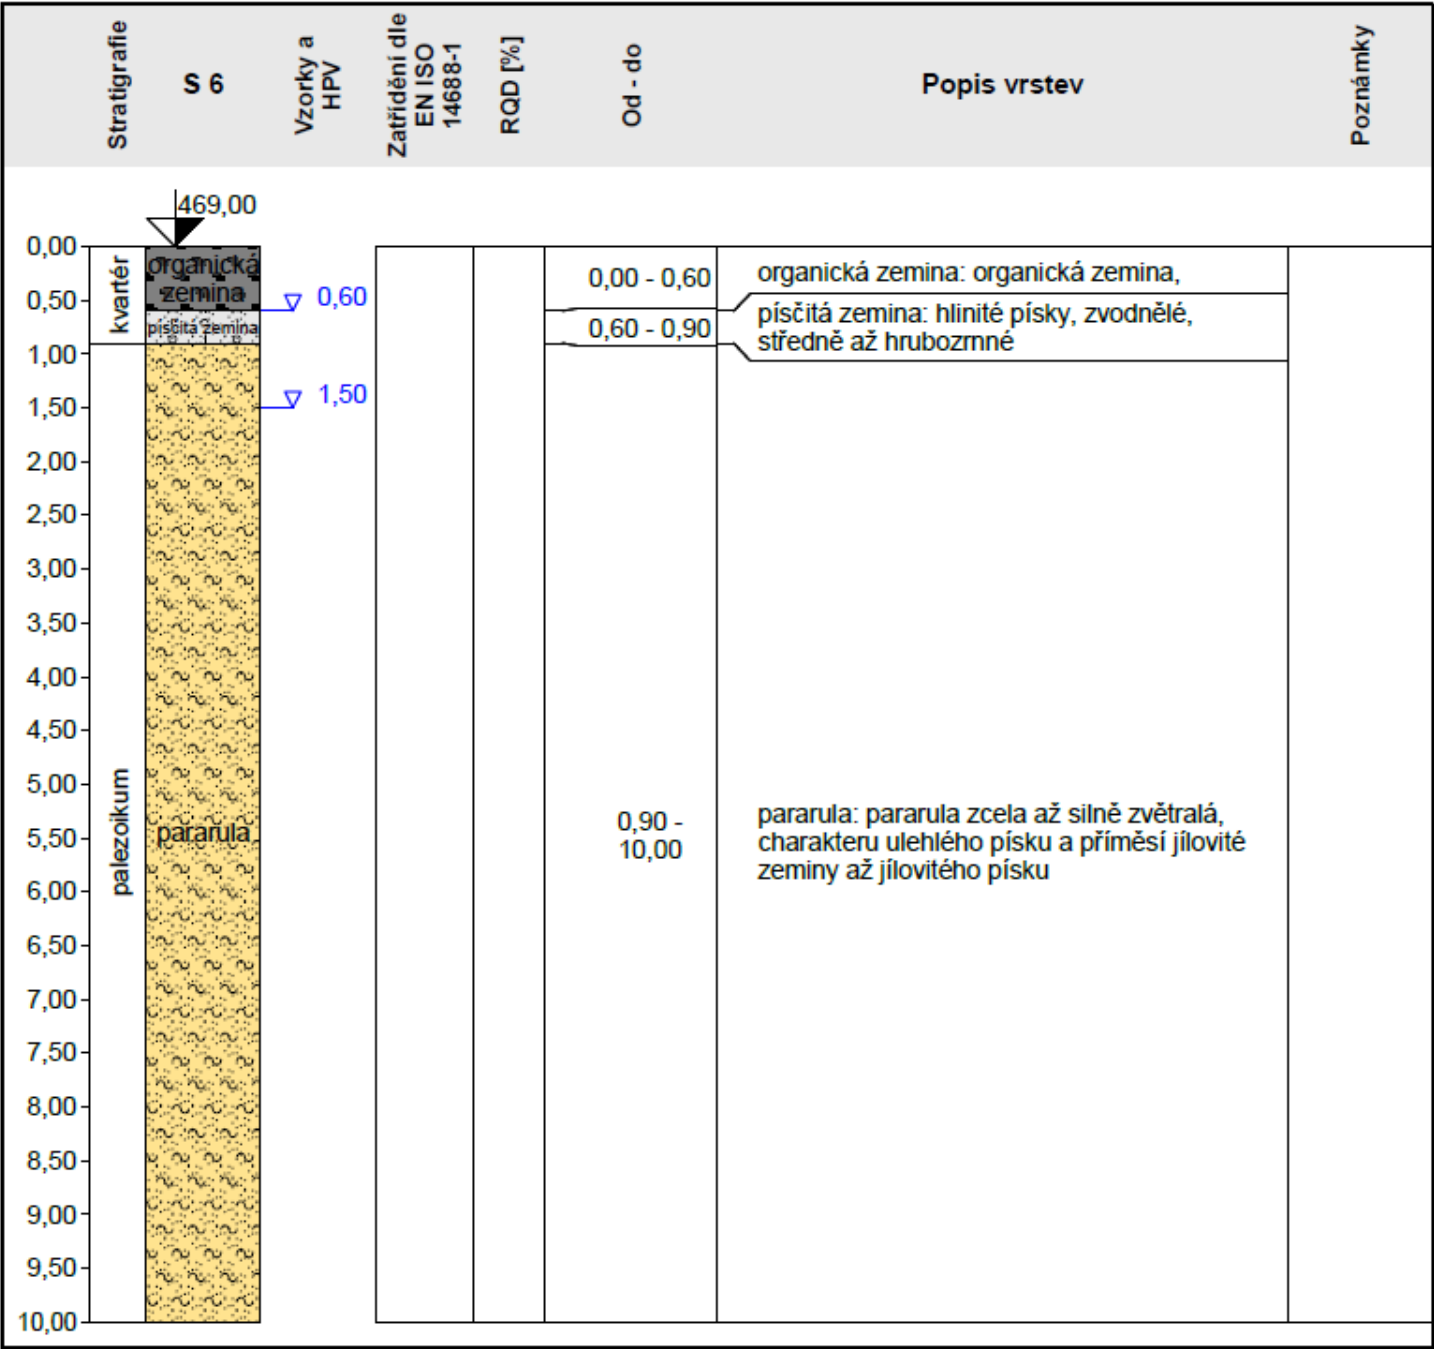 Stratigrafie
S 6
Vzorky a
HPV
Zatřídění dle
EN ISO
14688-1
RQD [%]
Od - do
Popis vrstev
Poznámky
469,00
0,00
0,50
1,00
1,50
2,00
2,50
3,00
3,50
4,00
4,50
5,00
5,50
6,00
6,50
7,00
7,50
8,00
8,50
9,00
9,50
10,00
kvartér
palezoikum
organická
zemina
písčitá zemina
pararula
0,60
1,50
0,00 - 0,60
organická zemina: organická zemina,
0,60 - 0,90
písčitá zemina: hlinité písky, zvodnělé,
středně až hrubozrnné
0,90 -
10,00
pararula: pararula zcela až silně zvětralá,
charakteru ulehlého písku a příměsí jílovité
zeminy až jílovitého písku